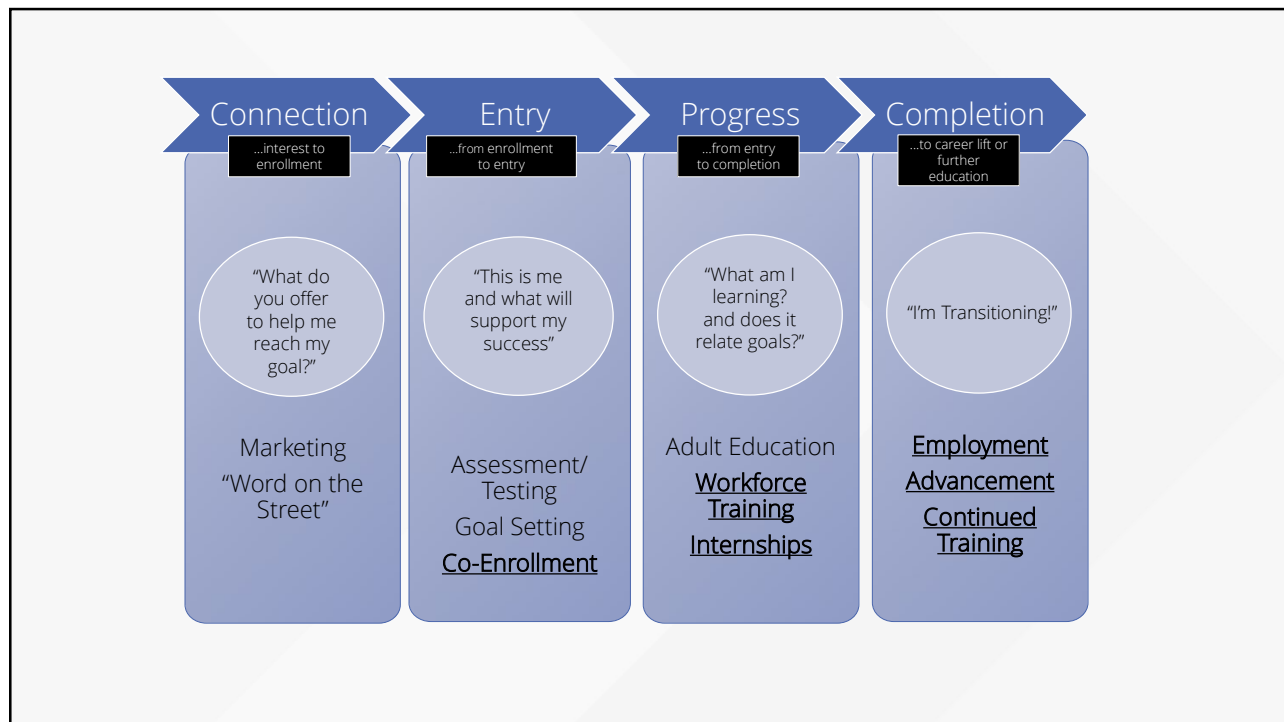 Connection
...interest to
enrollment
“What do
you offer
to help me
reach my
goal?”
Marketing
“Word on the
Street”
Entry
...from enrollment
to entry
“This is me
and what will
support my
success”
Assessment/
Testing
Goal Setting
Co-Enrollment
Progress
...from entry
to completion
“What am I
learning?
and does it
relate goals?”
Adult Education
Workforce
Training
Internships
Completion
...to career lift or
further
education
“I’m Transitioning!”
Employment
Advancement
Continued
Training